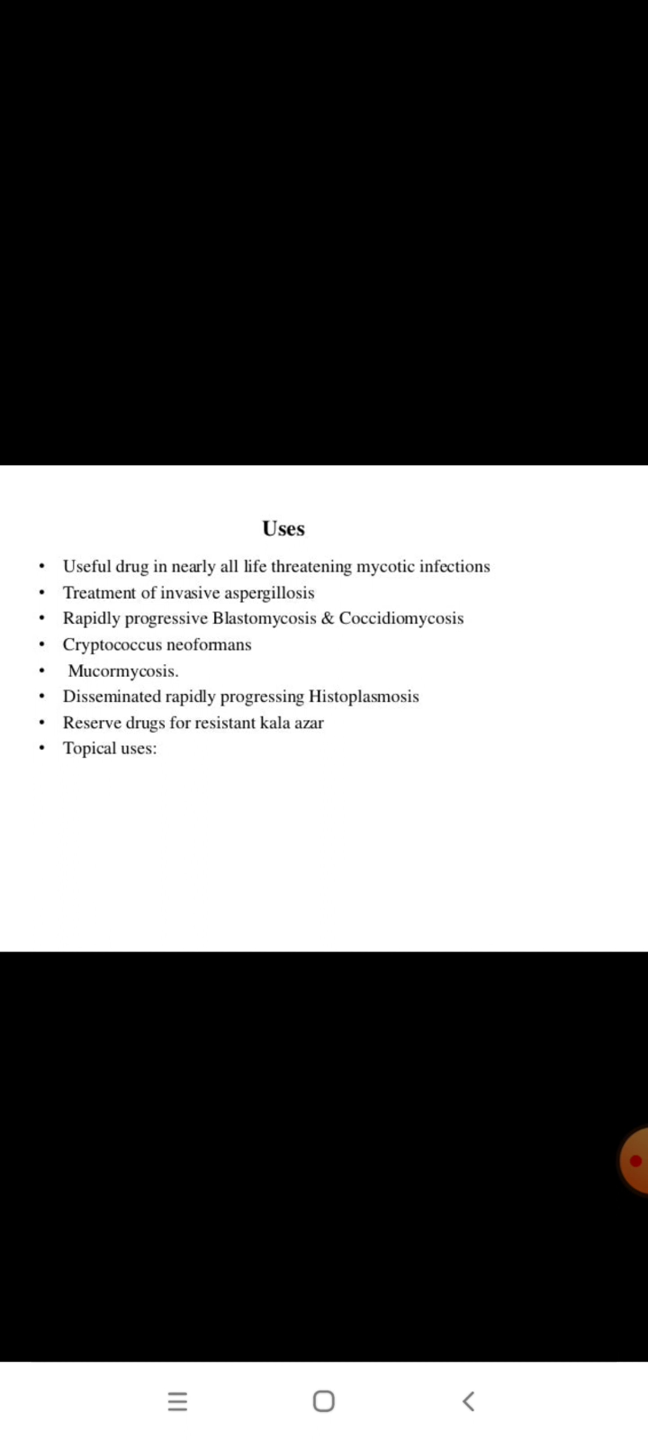 Uses
• Useful drug in nearly all life threatening mycotic infections
• Treatment of invasive aspergillosis
• Rapidly progressive Blastomycosis & Coccidiomycosis
• Cryptococcus neoformans
• Mucormycosis.
• Disseminated rapidly progressing Histoplasmosis
• Reserve drugs for resistant kala azar
• Topical uses: